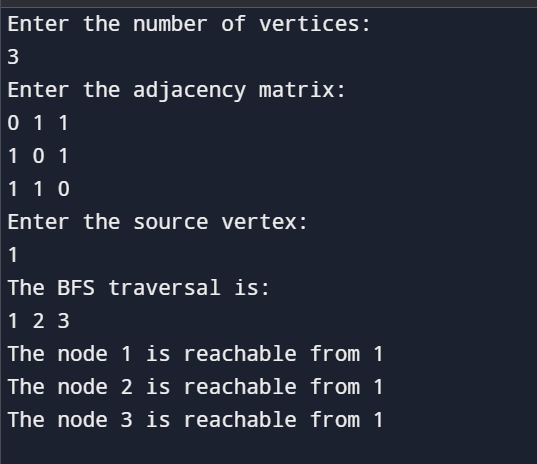 Enter the number of vertices:
3
Enter the adjacency matrix:
0 1 1
1 0 1
1 1 0
Enter the source vertex:
1
The BFS traversal is:
1 2 3
The node 1 is reachable from 1
The node 2 is reachable from 1
The node 3 is reachable from 1